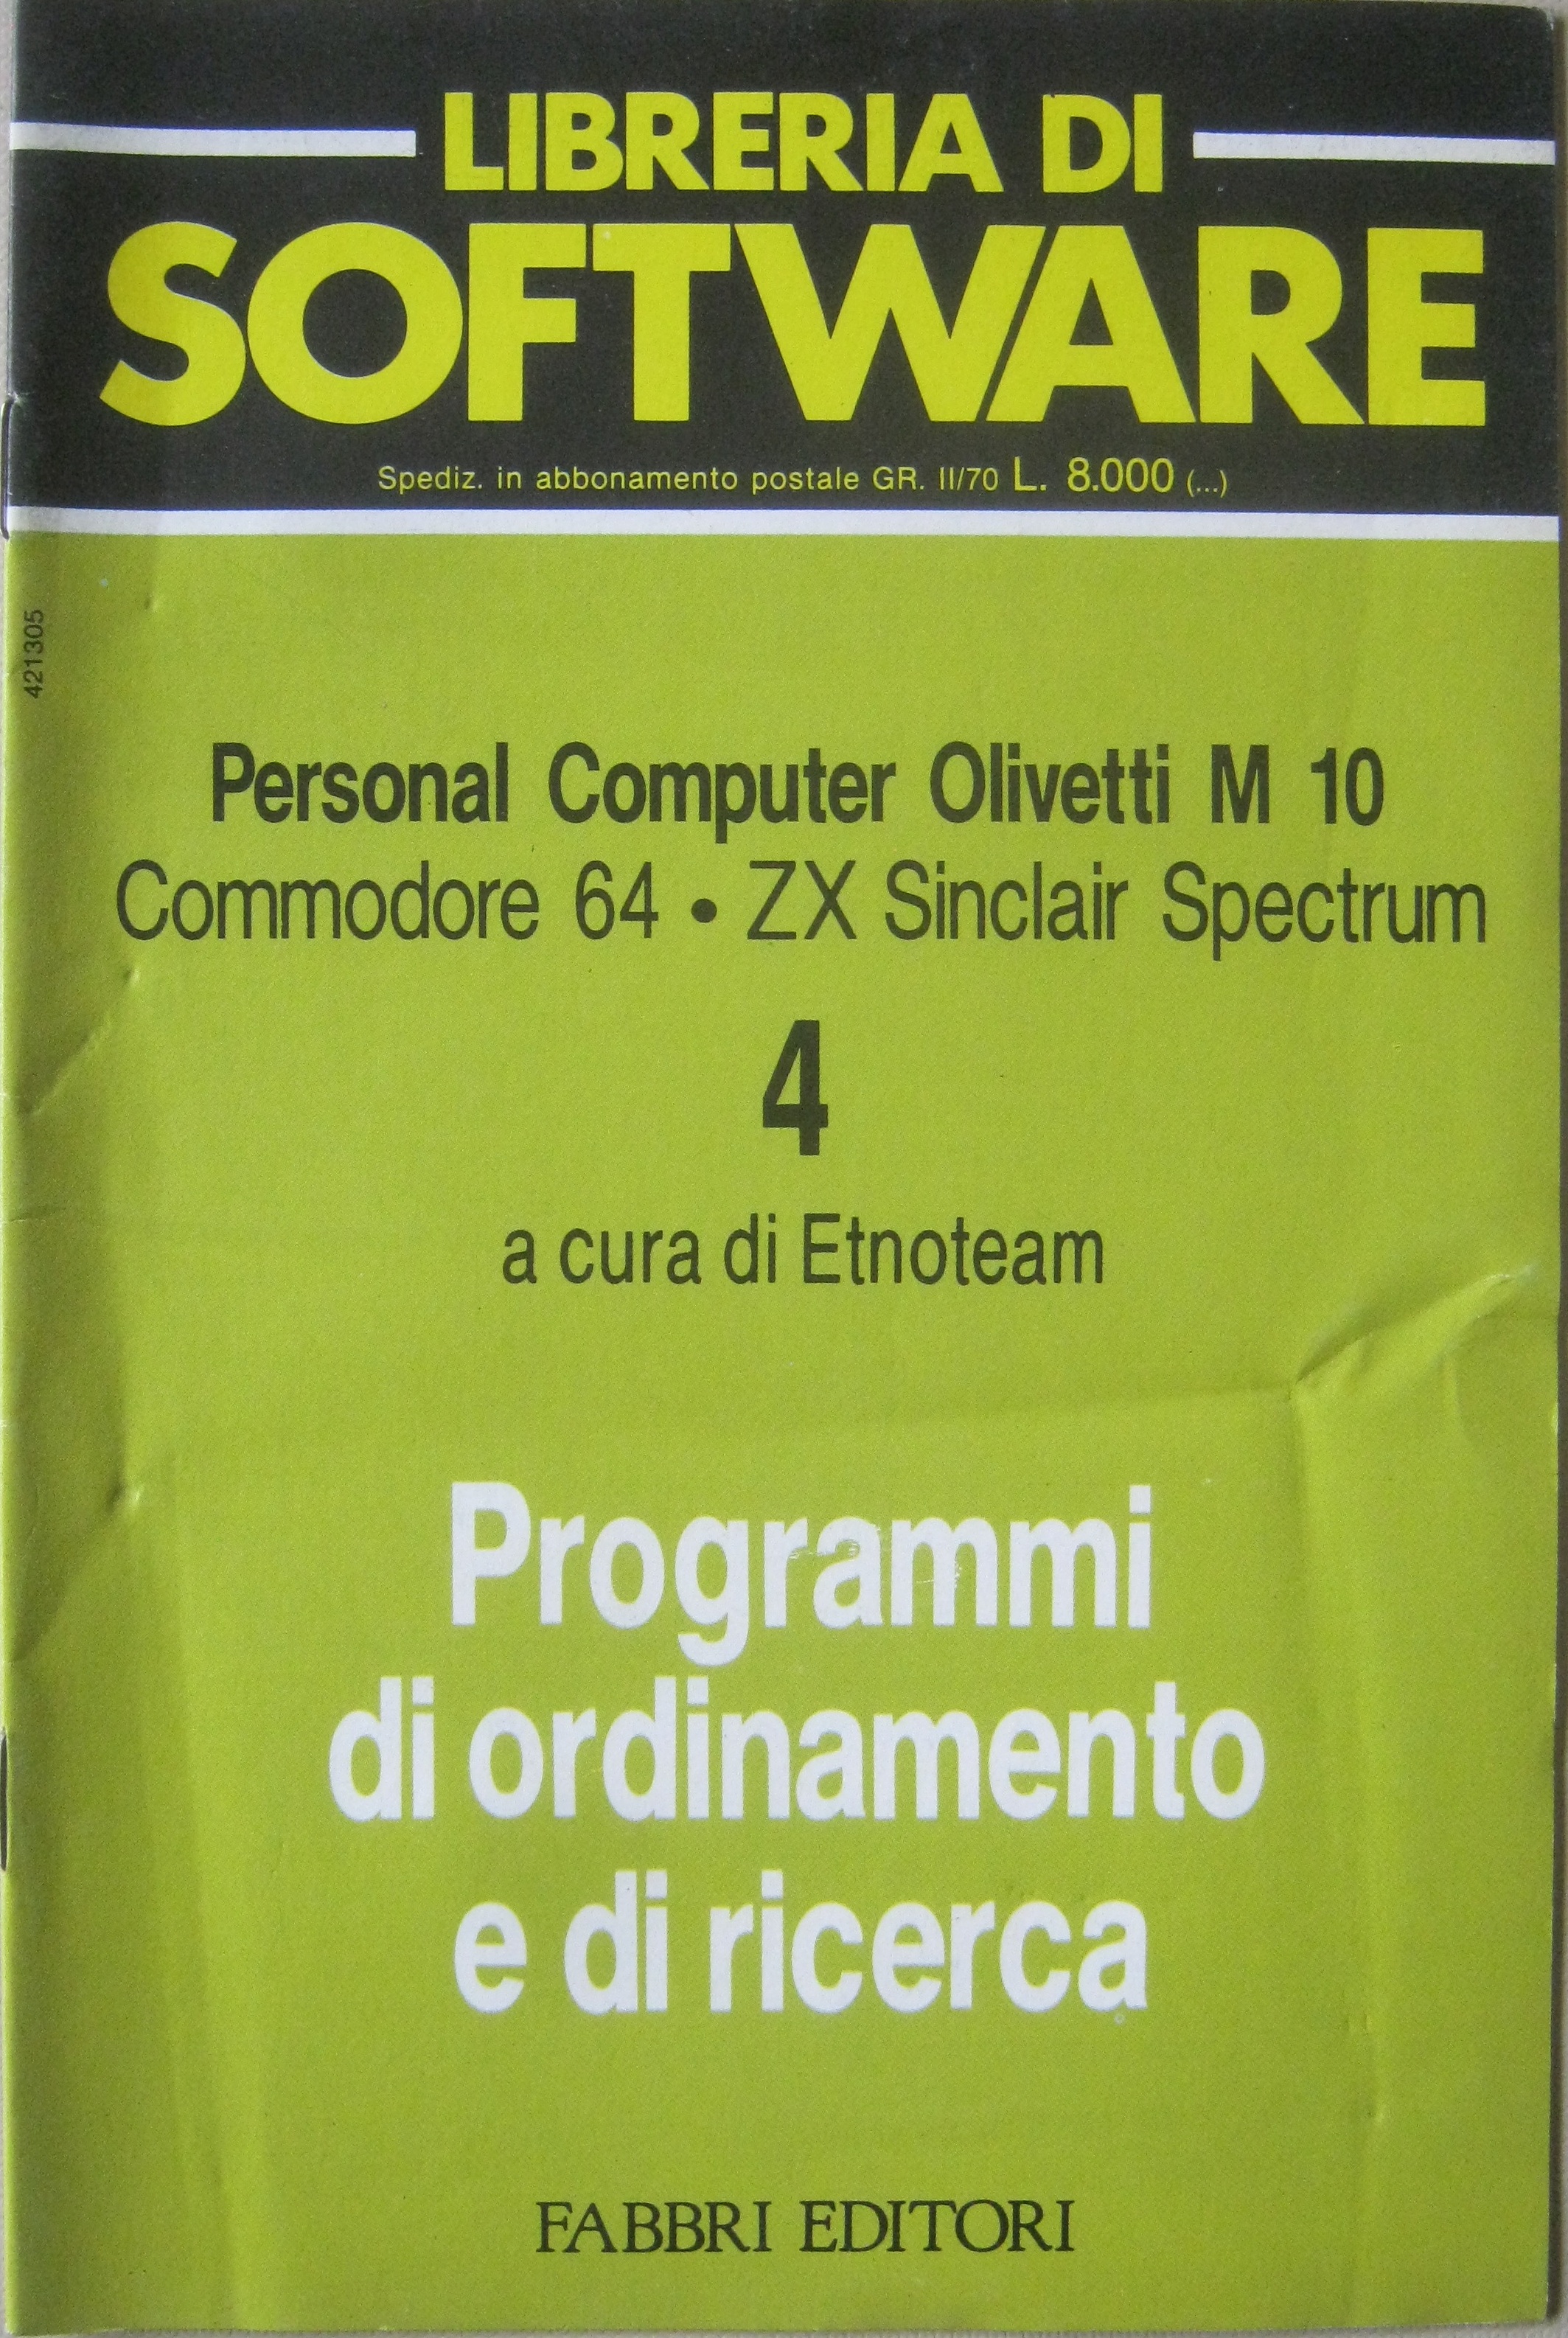 LIBRERIA DI
SOFTWARE
Spediz. in abbonamento postale GR. II/70 L. 8.000 (...)
421305
Personal Computer Olivetti M 10
Commodore 64 • ZX Sinclair Spectrum
4
a cura di Etnoteam
Programmi
di ordinamento
e di ricerca
FABBRI EDITORI